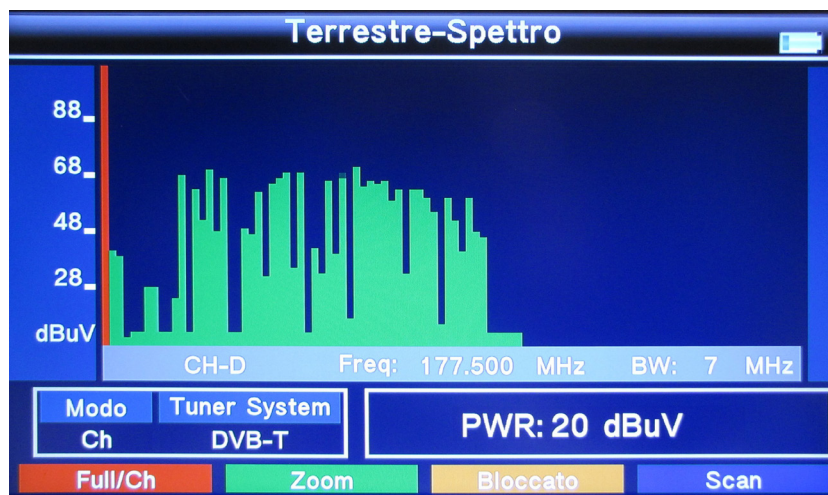 Terrestre-Spettro
88
68
48
28
dBuV
CH-D Freq: 177.500 MHz BW: 7 MHz
Modo Tuner System
Ch DVB-T
PWR: 20 dBuV
Full/Ch Zoom Bloccato Scan